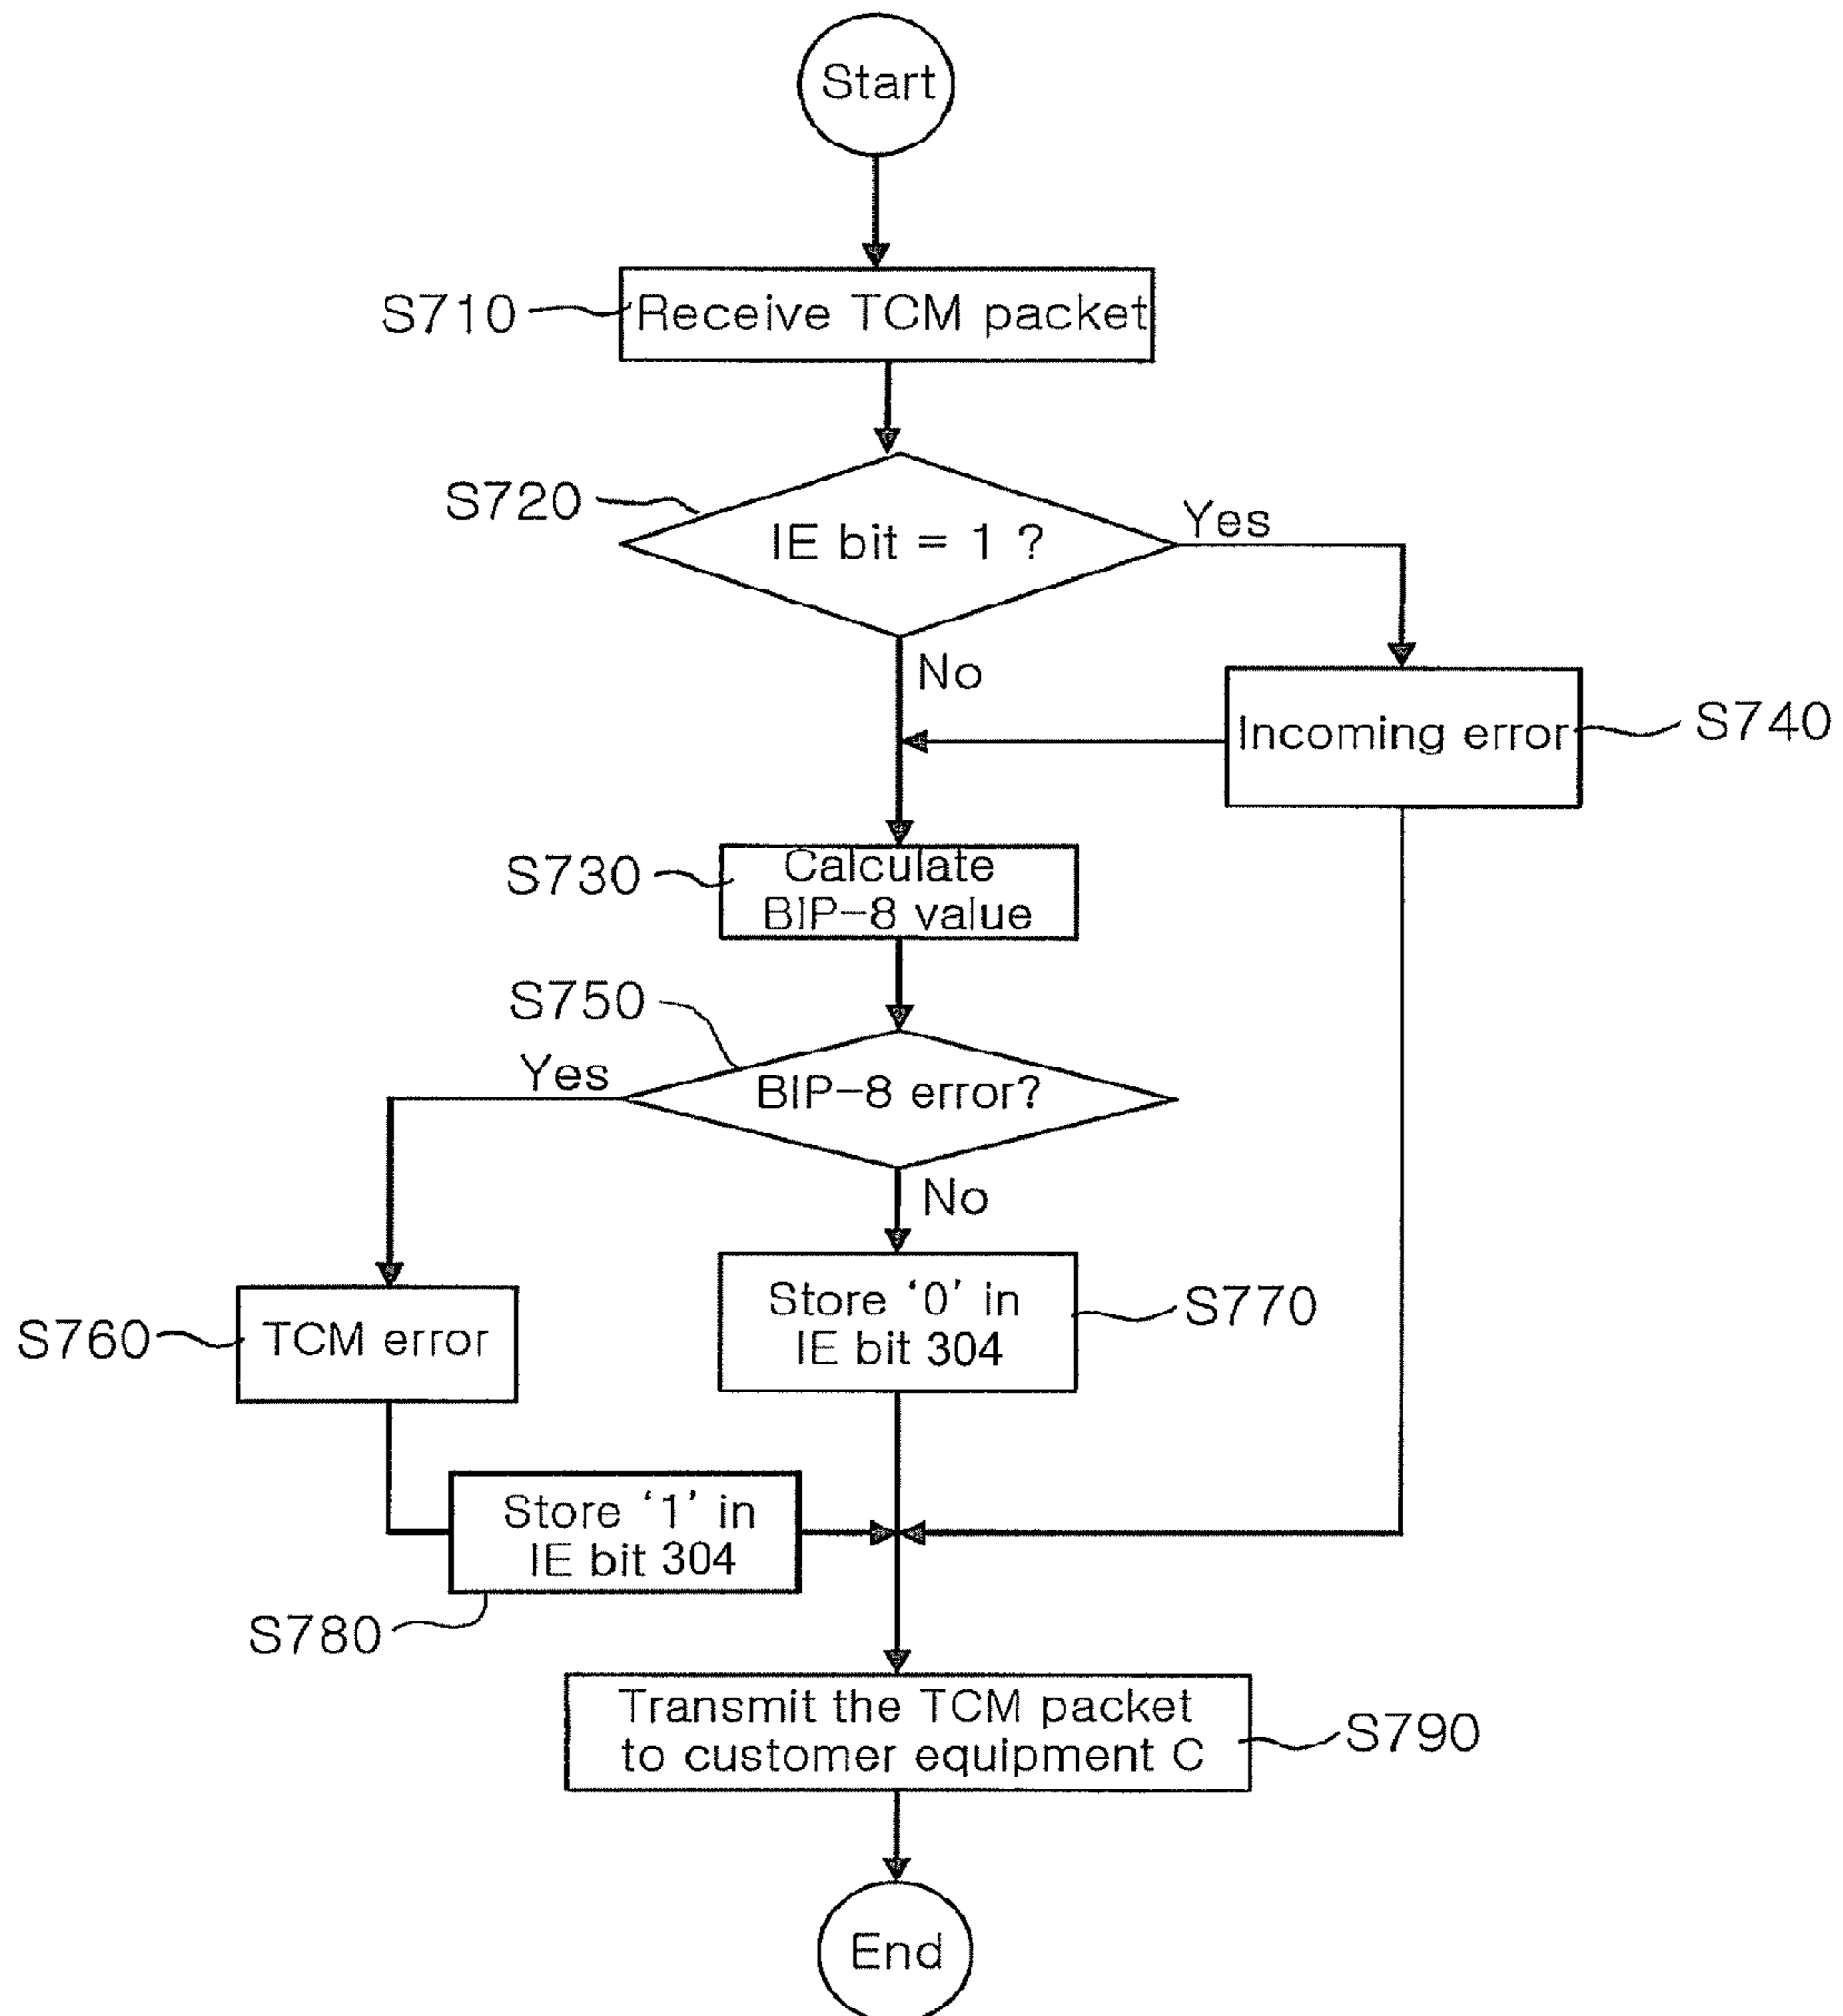 Start
S710
Receive TCM packet
S720
IE bit = 1 ?
Yes
No
Incoming error
S740
S730
Calculate
BIP-8 value
S750
Yes
BIP-8 error?
No
S760
TCM error
Store '0' in
IE bit 304
S770
Store '1' in
IE bit 304
S780
Transmit the TCM packet
to customer equipment C
S790
End